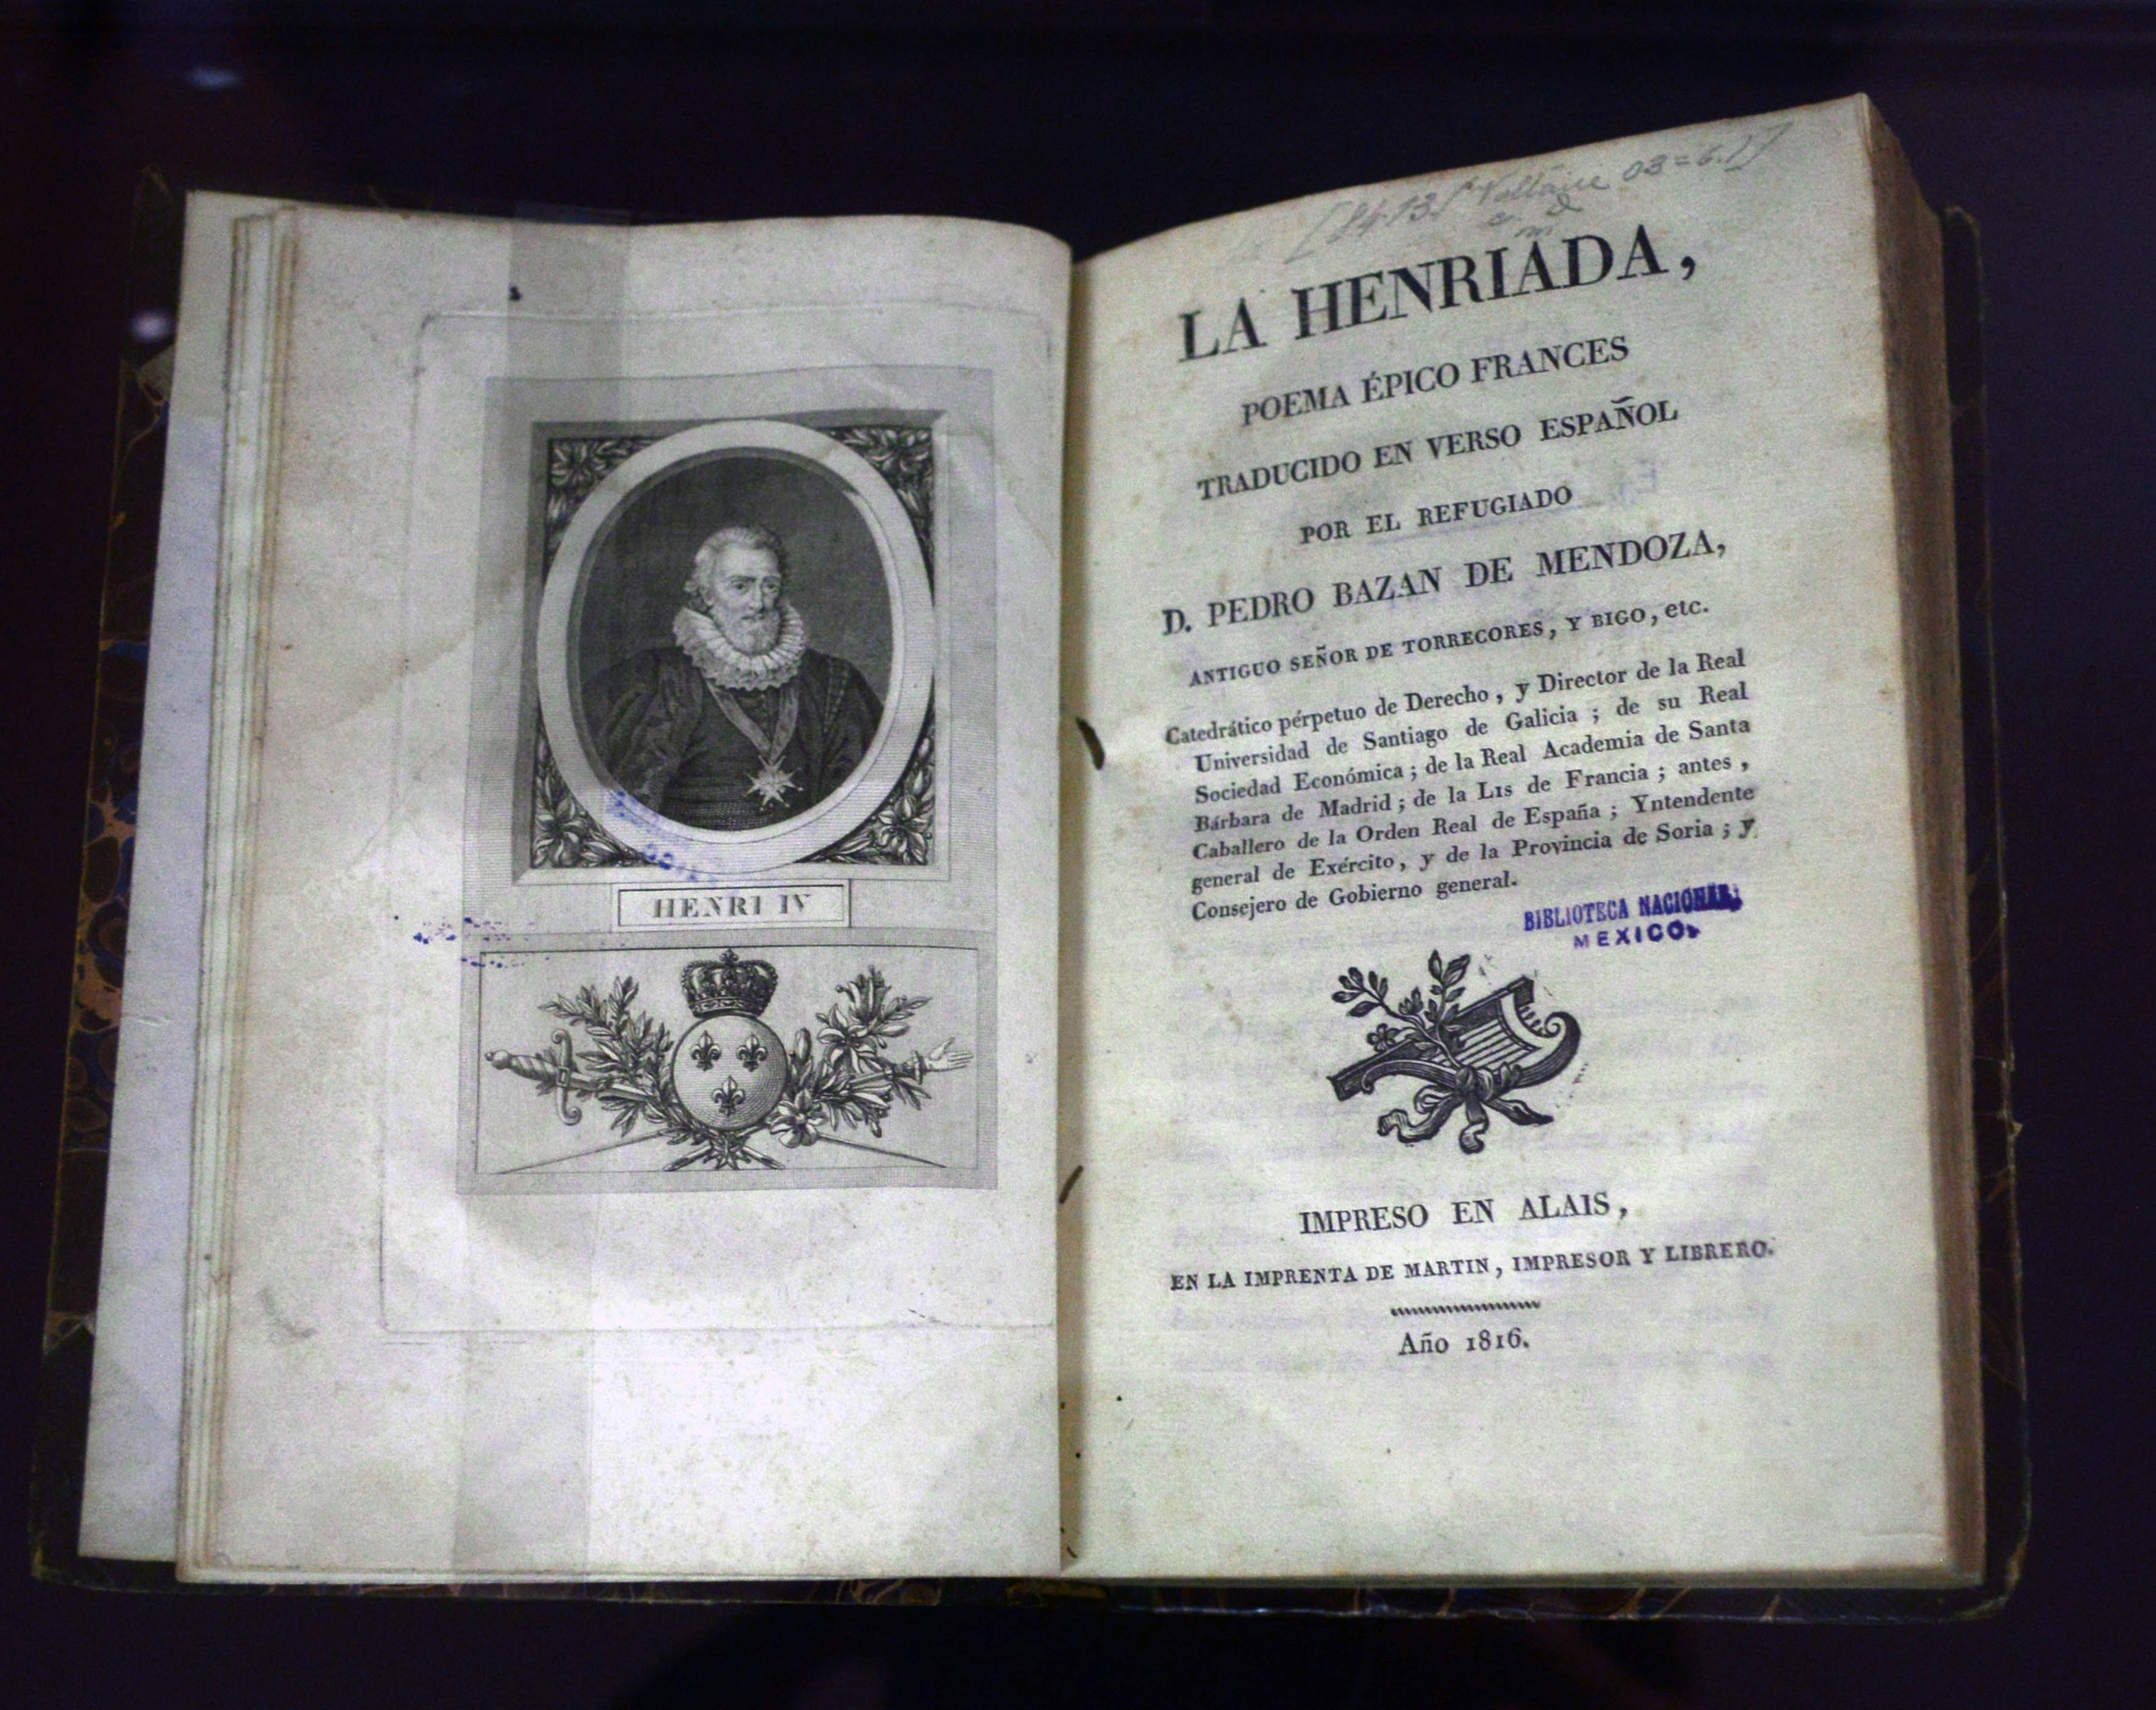 HENRI IV
Voltaire
LA HENRIADA,
POEMA ÉPICO FRANCES
TRADUCIDO EN VERSO ESPAÑOL
POR EL REFUGIADO
D. PEDRO BAZAN DE MENDOZA,
ANTIGUO SEÑOR DE TORRECORES, Y BIGO, etc.
Catedrático pérpetuo de Derecho, y Director de la Real
Universidad de Santiago de Galicia; de su Real
Sociedad Económica; de la Real Academia de Santa
Bárbara de Madrid; de la LIS de Francia; antes,
Caballero de la Orden Real de España; Yntendente
general de Exército, y de la Provincia de Soria; y
Consejero de Gobierno general.
BIBLIOTECA NACIONAL
MEXICO
IMPRESO EN ALAIS,
EN LA IMPRENTA DE MARTIN, IMPRESOR Y LIBRERO.
Año 1816.